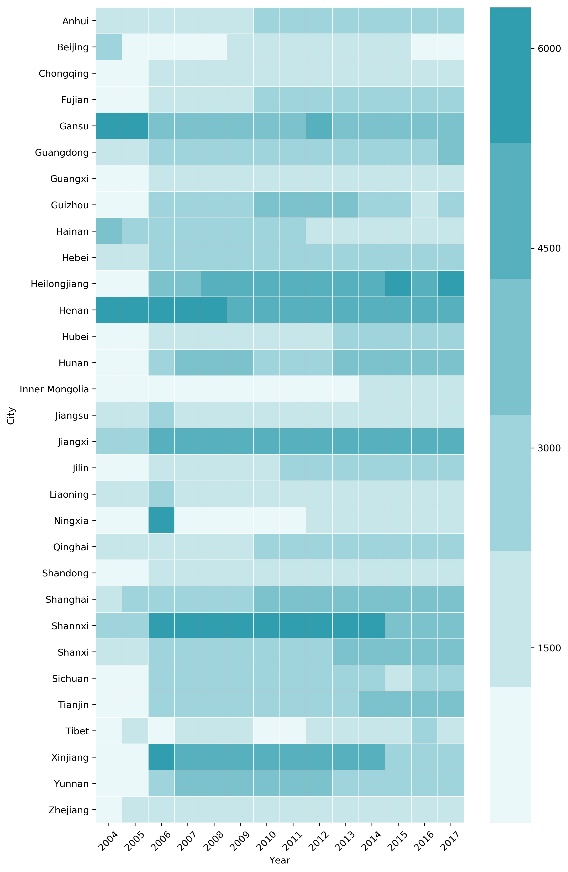 Anhui
Beijing
Chongqing
Fujian
Gansu
Guangdong
Guangxi
Guizhou
Hainan
Hebei
Heilongjiang
Henan
Hubei
Hunan
Inner Mongolia
Jiangsu
Jiangxi
Jilin
Liaoning
Ningxia
Qinghai
Shandong
Shanghai
Shannxi
Shanxi
Sichuan
Tianjin
Tibet
Xinjiang
Yunnan
Zhejiang
City
2004 2005 2006 2007 2008 2009 2010 2011 2012 2013 2014 2015 2016 2017
Year
6000
4500
3000
1500